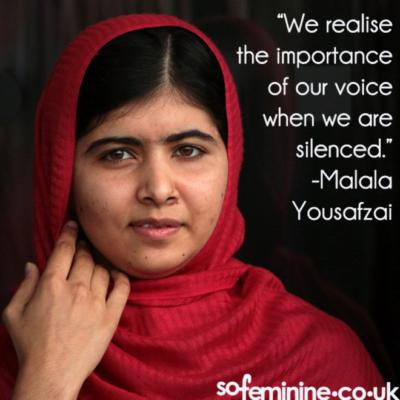 “We realise
the importance
of our voice
when we are
silenced.”
-Malala
Yousafzai
sofeminine.co.uk